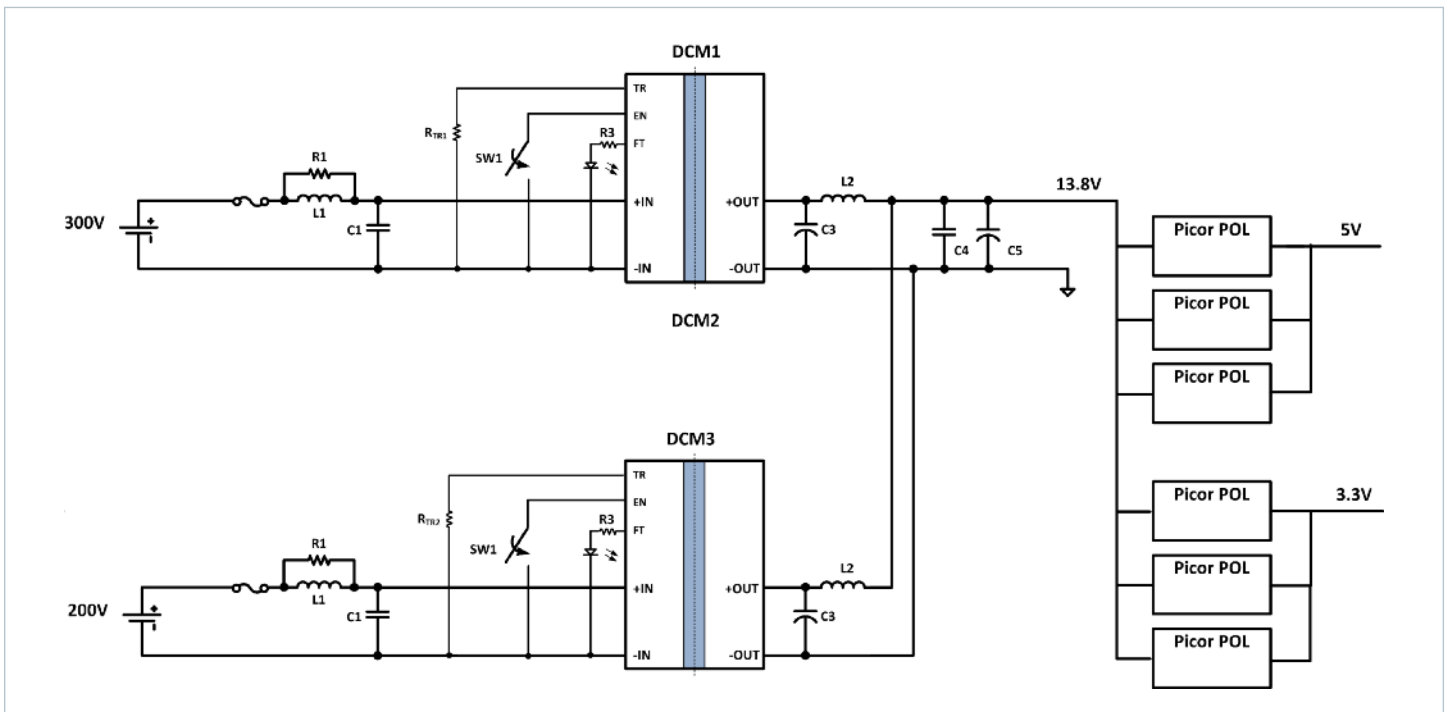 DCM1
TR
EN
FT
R_TR1
SW1
R3
R1
L1
C1
300V
+
+IN
-IN
+OUT
-OUT
L2
C3
C4
C5
13.8V
DCM2
Picor POL
5V
Picor POL
Picor POL
DCM3
TR
EN
FT
R_TR2
SW1
R3
R1
L1
C1
200V
+
+IN
-IN
+OUT
-OUT
L2
C3
Picor POL
3.3V
Picor POL
Picor POL